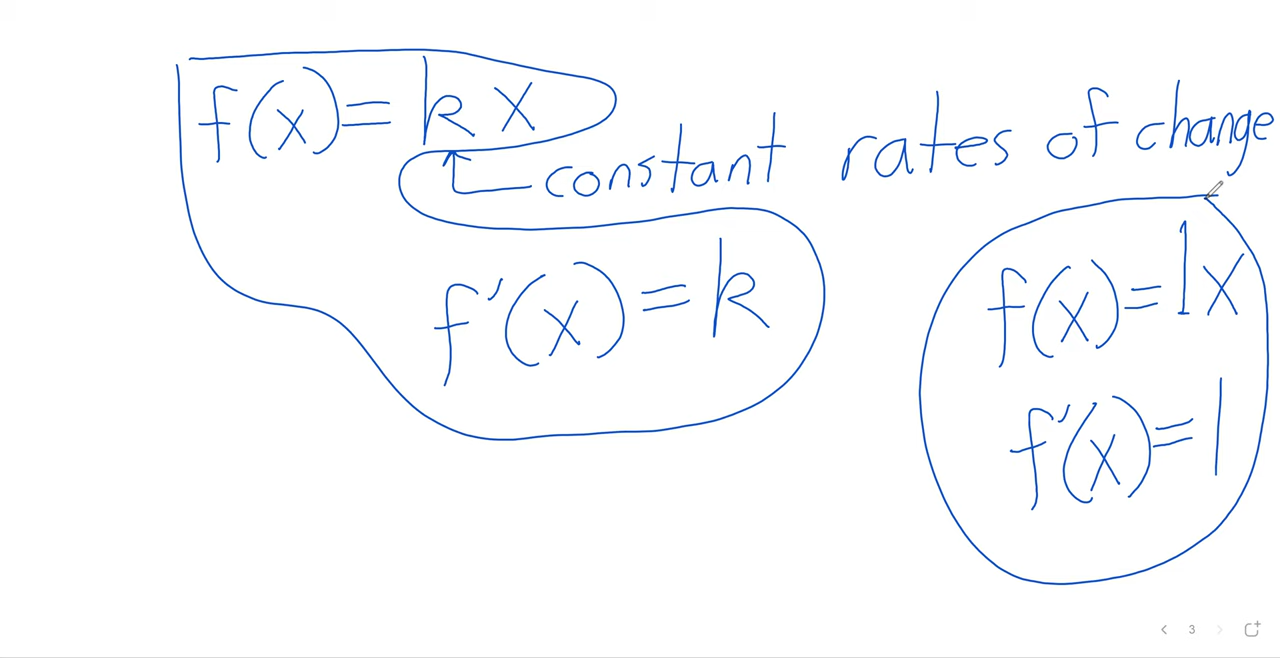 f(x) = kx
constant rates of change
f'(x) = k
f(x) = 1x
f'(x) = 1
3